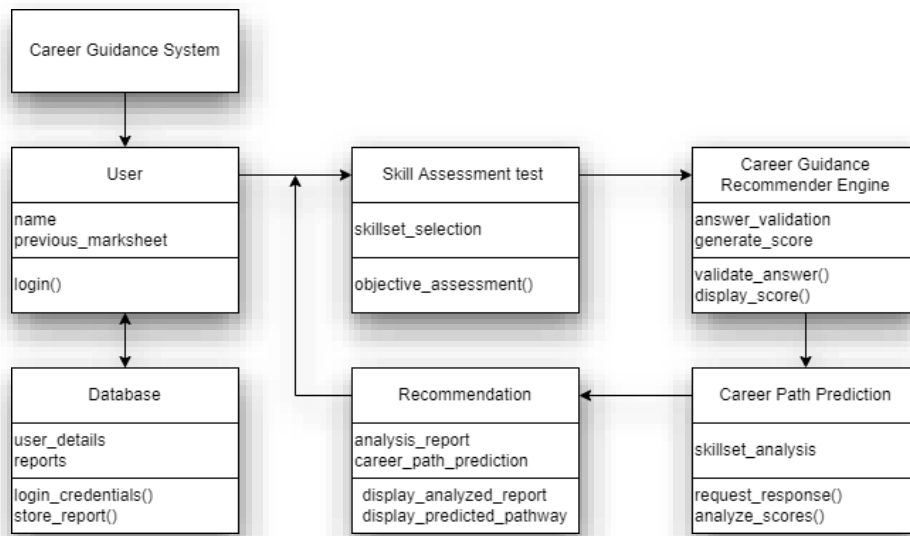 Career Guidance System
User
name
previous_marksheet
login()
Skill Assessment test
skillset_selection
objective_assessment()
Career Guidance
Recommender Engine
answer_validation
generate_score
validate_answer()
display_score()
Database
user_details
reports
login_credentials()
store_report()
Recommendation
analysis_report
career_path_prediction
display_analyzed_report
display_predicted_pathway
Career Path Prediction
skillset_analysis
request_response()
analyze_scores()